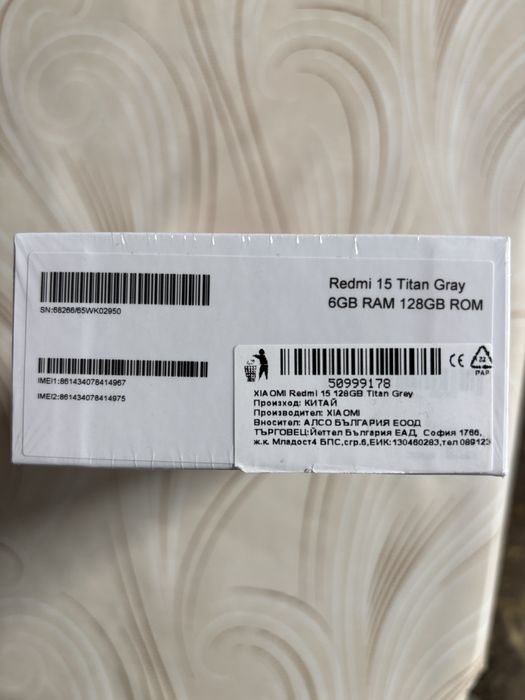 Redmi 15 Titan Gray
6GB RAM 128GB ROM
SN:68266/65WK02950
IMEI1:861434078414967
IMEI2:861434078414975
50999178
CE
22
PAP
XIAOMI Redmi 15 128GB Titan Grey
Произход: КИТАЙ
Производител: XIAOMI
Вносител: АЛСО БЪЛГАРИЯ ЕООД
ТЪРГОВЕЦ:Йеттел България ЕАД, София 1766,
ж.к. Младост4 БПС,сгр.6,ЕИК:130460283,тел 089123